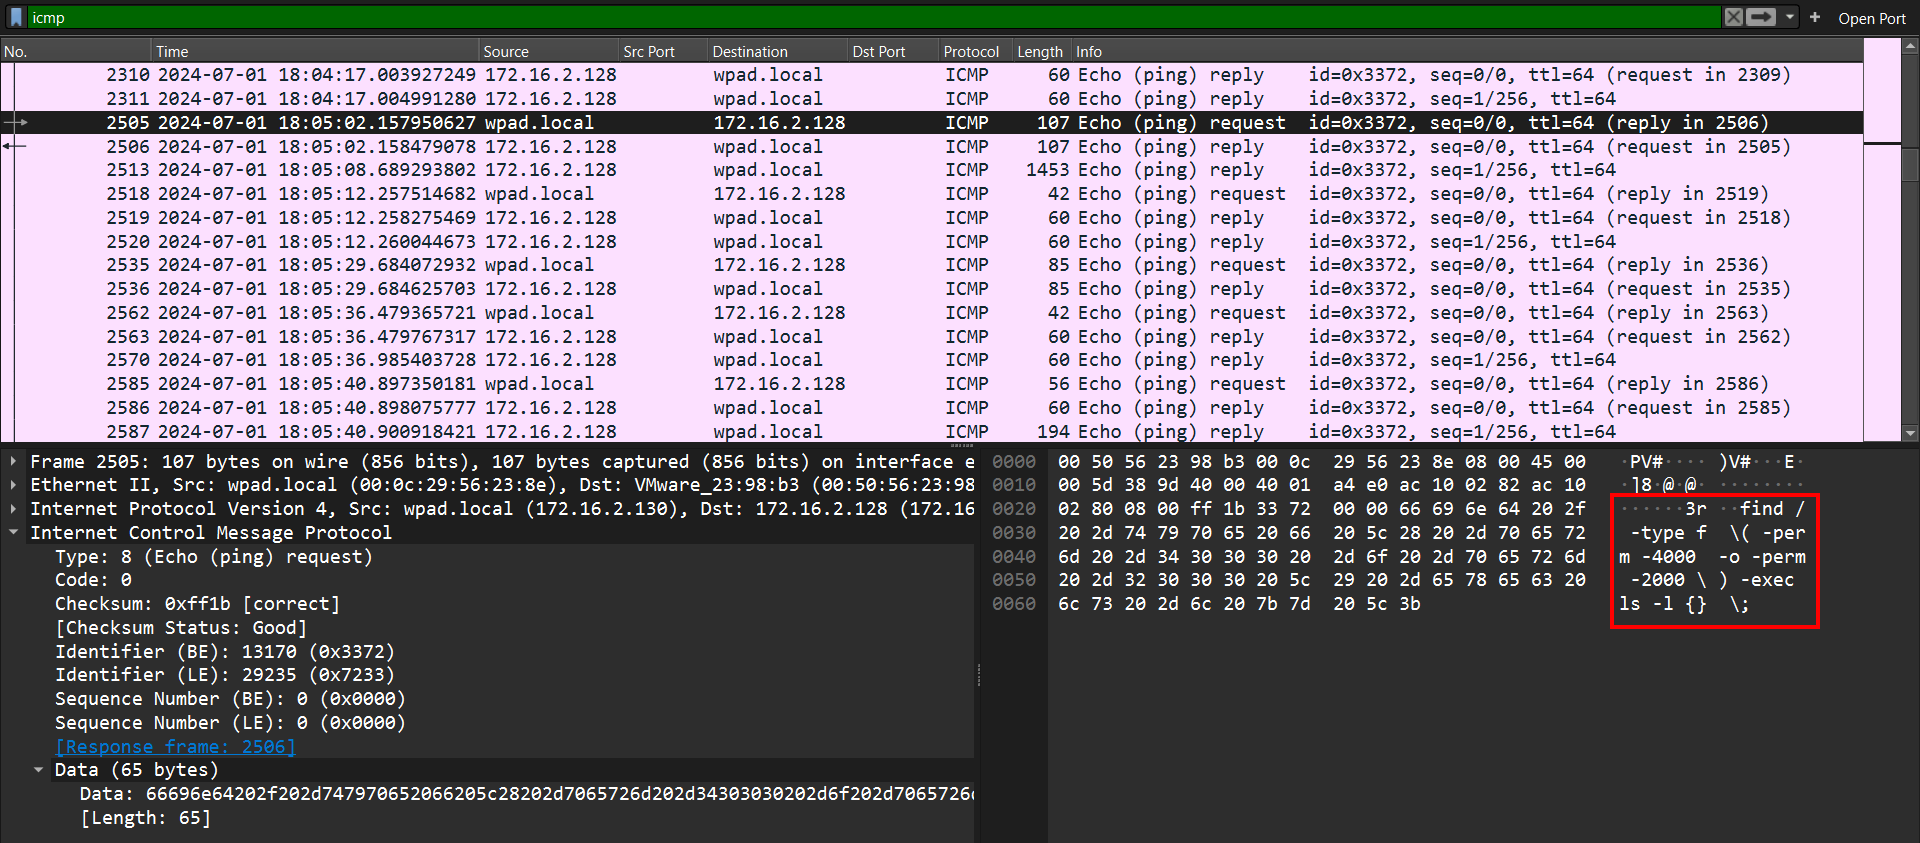 icmp
+ Open Port
No. Time Source Src Port Destination Dst Port Protocol Length Info
2310 2024-07-01 18:04:17.003927249 172.16.2.128 wpad.local ICMP 60 Echo (ping) reply id=0x3372, seq=0/0, ttl=64 (request in 2309)
2311 2024-07-01 18:04:17.004991280 172.16.2.128 wpad.local ICMP 60 Echo (ping) reply id=0x3372, seq=1/256, ttl=64
2505 2024-07-01 18:05:02.157950627 wpad.local 172.16.2.128 ICMP 107 Echo (ping) request id=0x3372, seq=0/0, ttl=64 (reply in 2506)
2506 2024-07-01 18:05:02.158479078 172.16.2.128 wpad.local ICMP 107 Echo (ping) reply id=0x3372, seq=0/0, ttl=64 (request in 2505)
2513 2024-07-01 18:05:08.689293802 172.16.2.128 wpad.local ICMP 1453 Echo (ping) reply id=0x3372, seq=1/256, ttl=64
2518 2024-07-01 18:05:12.257514682 wpad.local 172.16.2.128 ICMP 42 Echo (ping) request id=0x3372, seq=0/0, ttl=64 (reply in 2519)
2519 2024-07-01 18:05:12.258275469 172.16.2.128 wpad.local ICMP 60 Echo (ping) reply id=0x3372, seq=0/0, ttl=64 (request in 2518)
2520 2024-07-01 18:05:12.260044673 172.16.2.128 wpad.local ICMP 60 Echo (ping) reply id=0x3372, seq=1/256, ttl=64
2535 2024-07-01 18:05:29.684072932 wpad.local 172.16.2.128 ICMP 85 Echo (ping) request id=0x3372, seq=0/0, ttl=64 (reply in 2536)
2536 2024-07-01 18:05:29.684625703 172.16.2.128 wpad.local ICMP 85 Echo (ping) reply id=0x3372, seq=0/0, ttl=64 (request in 2535)
2562 2024-07-01 18:05:36.479365721 wpad.local 172.16.2.128 ICMP 42 Echo (ping) request id=0x3372, seq=0/0, ttl=64 (reply in 2563)
2563 2024-07-01 18:05:36.479767317 172.16.2.128 wpad.local ICMP 60 Echo (ping) reply id=0x3372, seq=0/0, ttl=64 (request in 2562)
2570 2024-07-01 18:05:36.985403728 172.16.2.128 wpad.local ICMP 60 Echo (ping) reply id=0x3372, seq=1/256, ttl=64
2585 2024-07-01 18:05:40.897350181 wpad.local 172.16.2.128 ICMP 56 Echo (ping) request id=0x3372, seq=0/0, ttl=64 (reply in 2586)
2586 2024-07-01 18:05:40.898075777 172.16.2.128 wpad.local ICMP 60 Echo (ping) reply id=0x3372, seq=0/0, ttl=64 (request in 2585)
2587 2024-07-01 18:05:40.900918421 172.16.2.128 wpad.local ICMP 194 Echo (ping) reply id=0x3372, seq=1/256, ttl=64
Frame 2505: 107 bytes on wire (856 bits), 107 bytes captured (856 bits) on interface e
Ethernet II, Src: wpad.local (00:0c:29:56:23:8e), Dst: VMware_23:98:b3 (00:50:56:23:98
Internet Protocol Version 4, Src: wpad.local (172.16.2.130), Dst: 172.16.2.128 (172.16
Internet Control Message Protocol
Type: 8 (Echo (ping) request)
Code: 0
Checksum: 0xff1b [correct]
[Checksum Status: Good]
Identifier (BE): 13170 (0x3372)
Identifier (LE): 29235 (0x7233)
Sequence Number (BE): 0 (0x0000)
Sequence Number (LE): 0 (0x0000)
[Response frame: 2506]
Data (65 bytes)
Data: 66696e64202f202d747970652066205c28202d7065726d202d34303030202d6f202d7065726d
[Length: 65]
0000 00 50 56 23 98 b3 00 0c 29 56 23 8e 08 00 45 00 ·PV#···· )V#···E·
0010 00 5d 38 9d 40 00 40 01 a4 e0 ac 10 02 82 ac 10 ·]8·@·@· ········
0020 02 80 08 00 ff 1b 33 72 00 00 66 69 6e 64 20 2f ······3r ··find /
0030 20 2d 74 79 70 65 20 66 20 5c 28 20 2d 70 65 72 -type f \( -per
0040 6d 20 2d 34 30 30 30 20 2d 6f 20 2d 70 65 72 6d m -4000 -o -perm
0050 20 2d 32 30 30 30 20 5c 29 20 2d 65 78 65 63 20 -2000 \ ) -exec
0060 6c 73 20 2d 6c 20 7b 7d 20 5c 3b ls -l {} \;